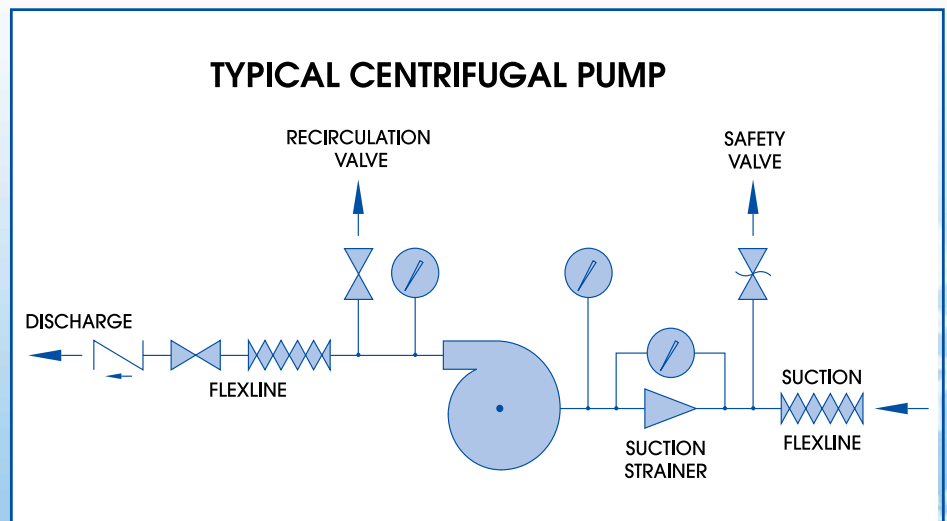 TYPICAL CENTRIFUGAL PUMP
RECIRCULATION
VALVE
SAFETY
VALVE
DISCHARGE
FLEXLINE
SUCTION
STRAINER
SUCTION
FLEXLINE